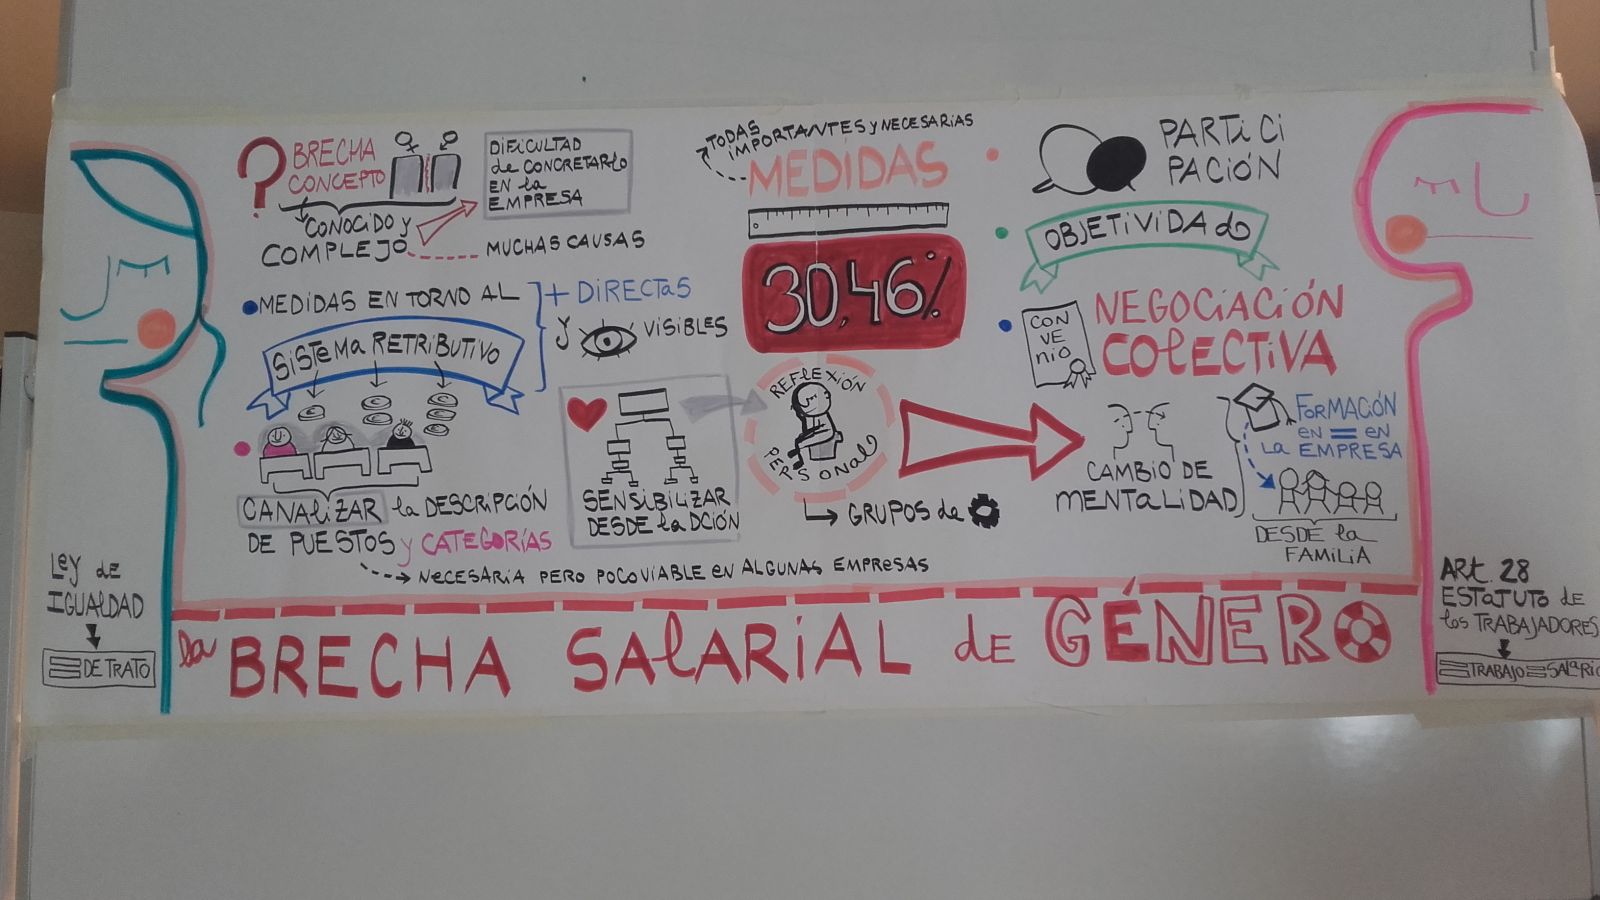 BRECHA
CONCEPTO
CONOCIDO y
COMPLEJO
DIFICULTAD
de CONCRETARlo
EN la
EMPRESA
MUCHAS CAUSAS
MEDIDAS EN TORNO AL
SISTEMA RETRIBUTIVO
+ DIRECTAS
Y VISIBLES
CANALIZAR la DESCRIPCIÓN
DE PUESTOS y CATEGORÍAS
NECESARIA PERO POCO VIABLE EN ALGUNAS EMPRESAS
SENSIBILIZAR
DESDE la DCIÓN
TODAS
IMPORTANTES y NECESARIAS
MEDIDAS
30,46%
REFLEXIÓN
PERSONAL
GRUPOS de
PARTICI
PACIÓN
OBJETIVIDAD
CON
VE
NIO
NEGOCIACIÓN
COLECTIVA
CAMBIO DE
MENTALIDAD
FORMACIÓN
EN = EN
LA EMPRESA
DESDE la
FAMILIA
LEY DE
IGUALDAD
= DE TRATO
ART. 28
ESTATUTO DE
los TRABAJADORES
= TRABAJO = SALARIO
la BRECHA SALARIAL de GÉNERO